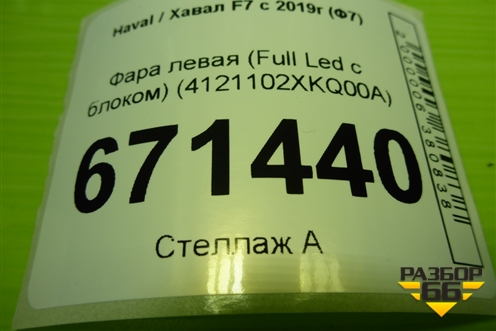 Haval / Хавал F7 с 2019г (Ф7)
Фара левая (Full Led с
блоком) (4121102XKQ00A)
671440
Стеллаж А
РАЗБОР
66